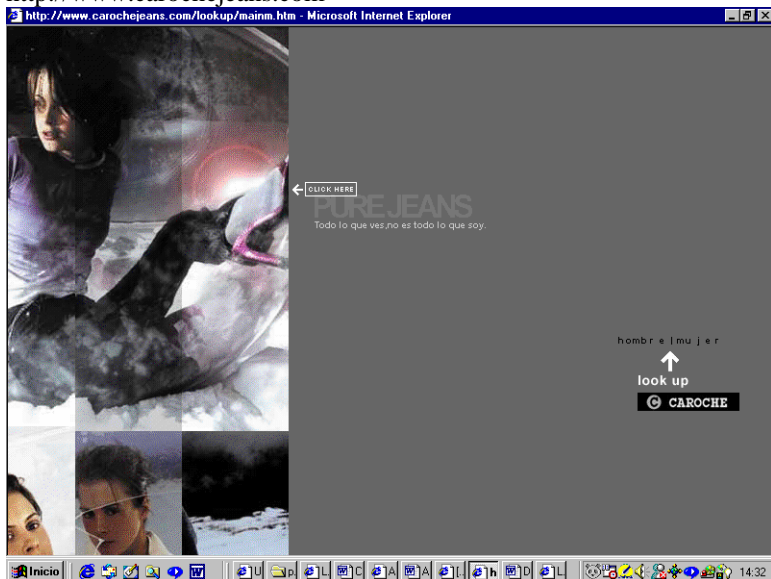 http://www.carochejeans.com/lookup/mainm.htm - Microsoft Internet Explorer
CLICK HERE
PURE JEANS
Todo lo que ves,no es todo lo que soy.
hombre|mujer
look up
© CAROCHE
Inicio
U
p
L
C
A
A
[.
h
D
L
14:32